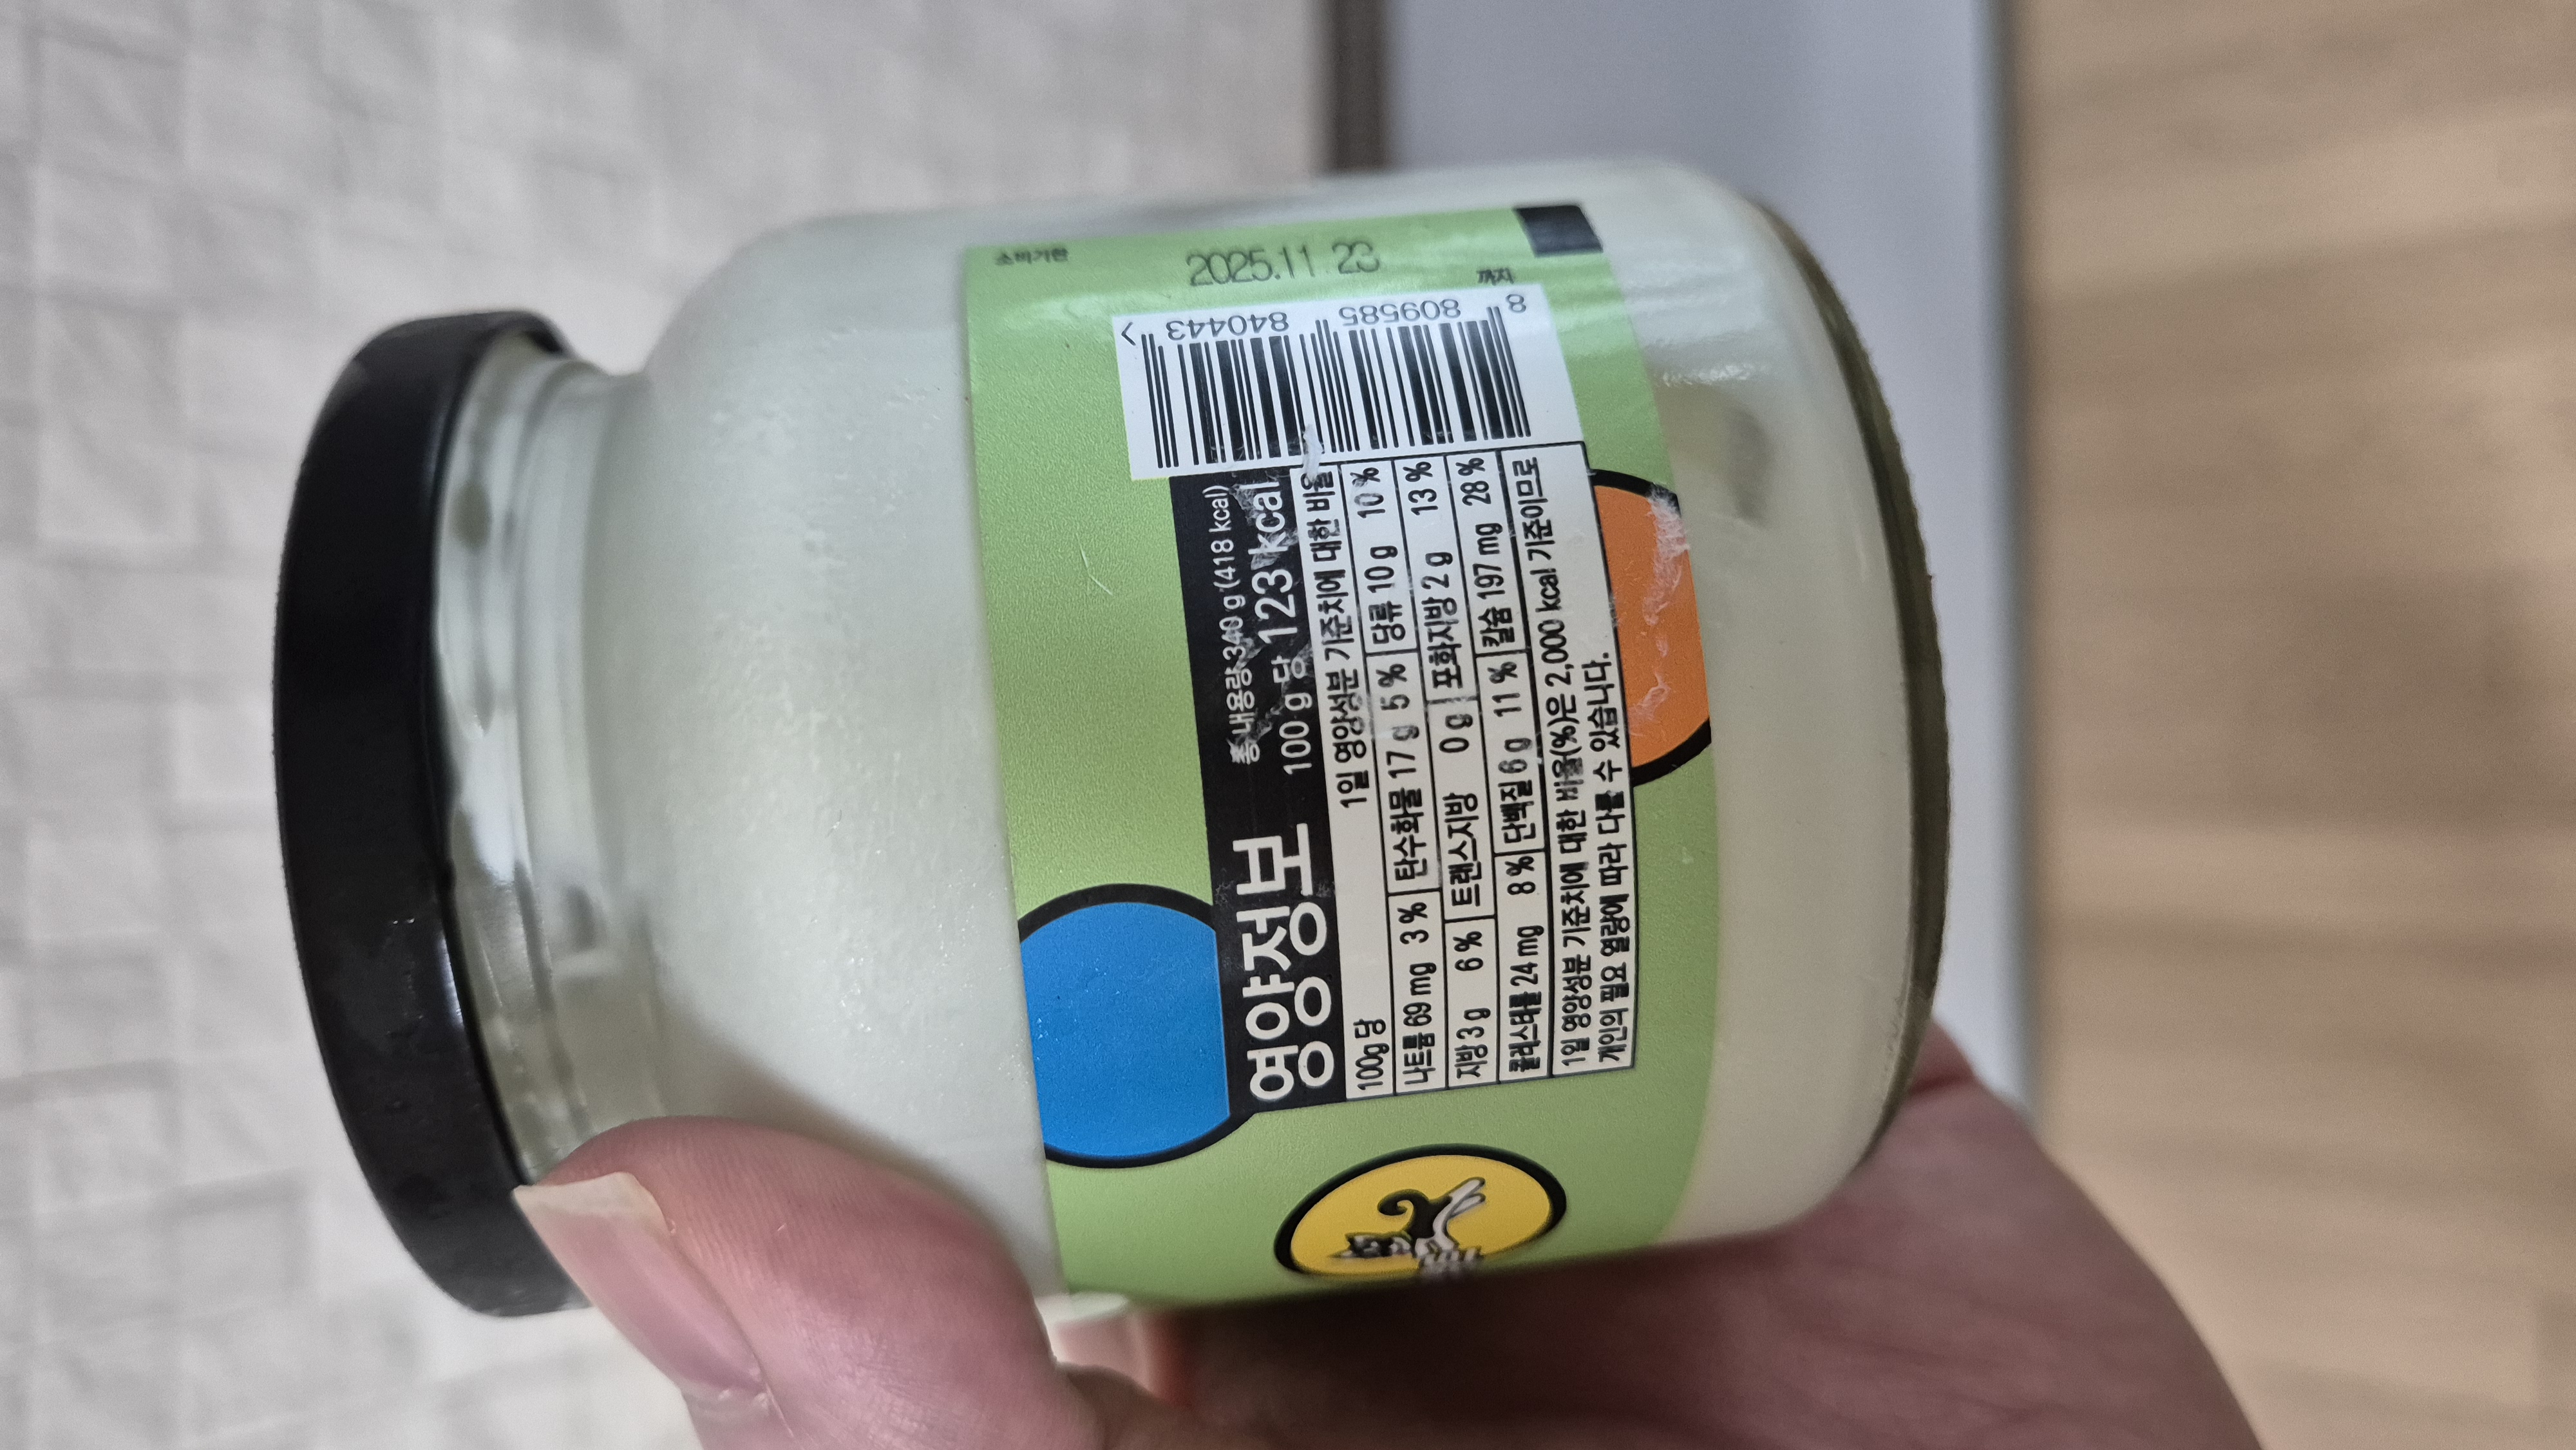 영양정보
총 내용량 340 g (418 kcal)
100 g 당 123 kcal
100g 당 1일 영양성분 기준치에 대한 비율
나트륨 69 mg 3 % 탄수화물 17 g 5 % 당류 10 g 10 %
지방 3 g 6 % 트랜스지방 0 g 포화지방 2 g 13 %
콜레스테롤 24 mg 8 % 단백질 6 g 11 % 칼슘 197 mg 28 %
1일 영양성분 기준치에 대한 비율(%)은 2,000 kcal 기준이므로
개인의 필요 열량에 따라 다를 수 있습니다.
8 809585 840443 >
소비기한
2025.11.23
까지